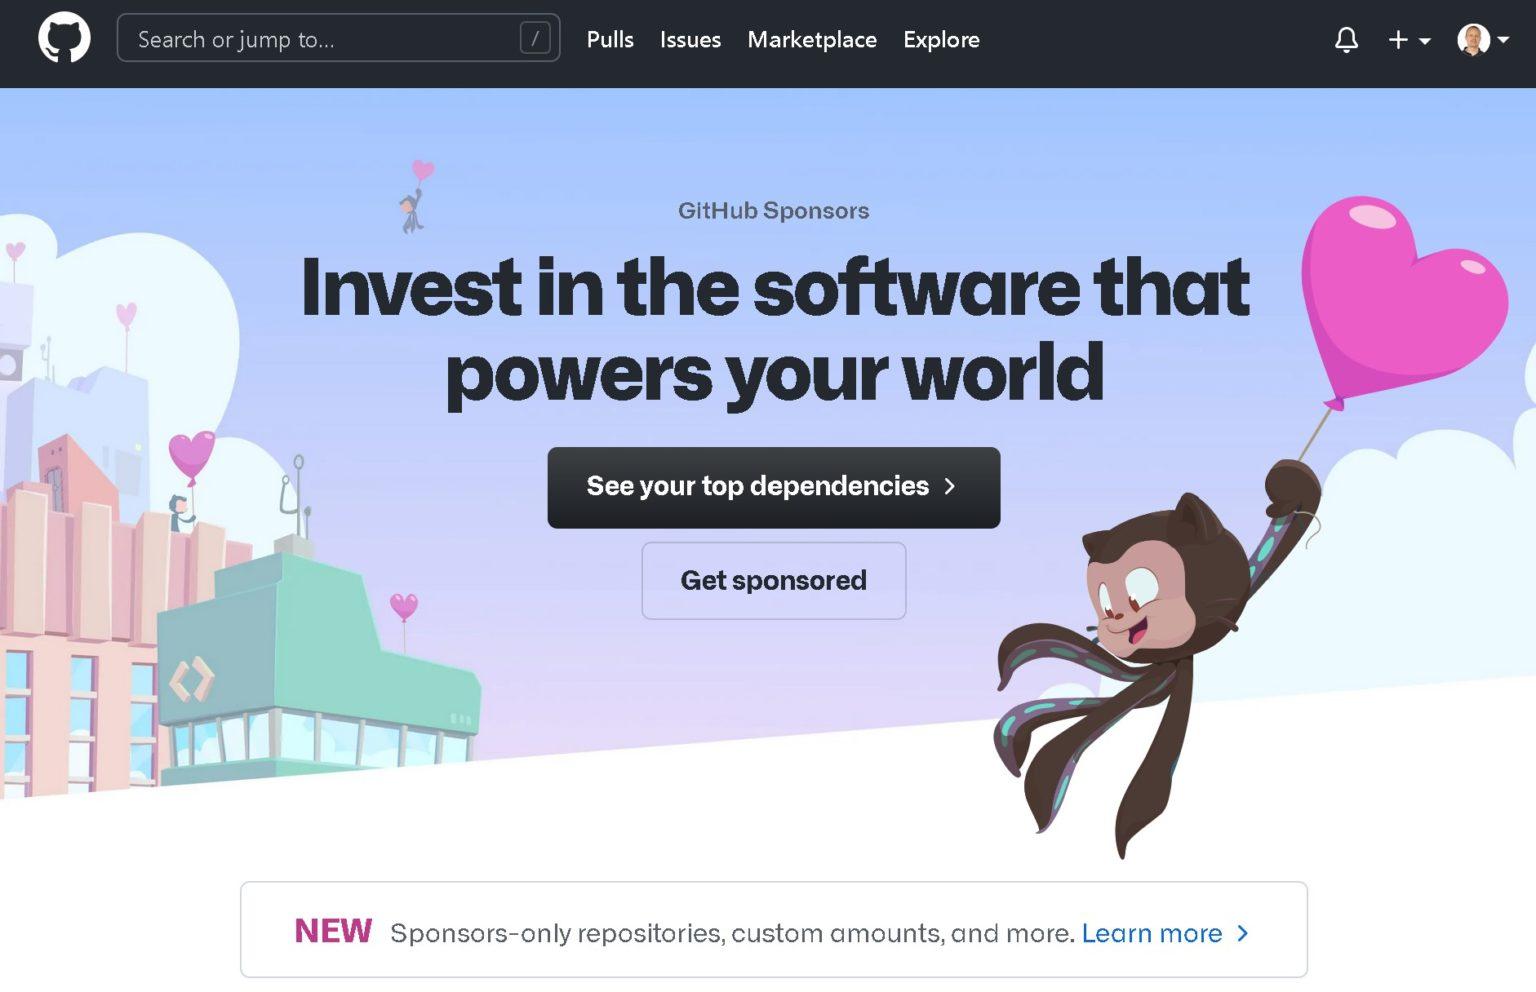 Search or jump to... /
Pulls Issues Marketplace Explore
GitHub Sponsors
Invest in the software that
powers your world
See your top dependencies
Get sponsored
NEW Sponsors-only repositories, custom amounts, and more. Learn more